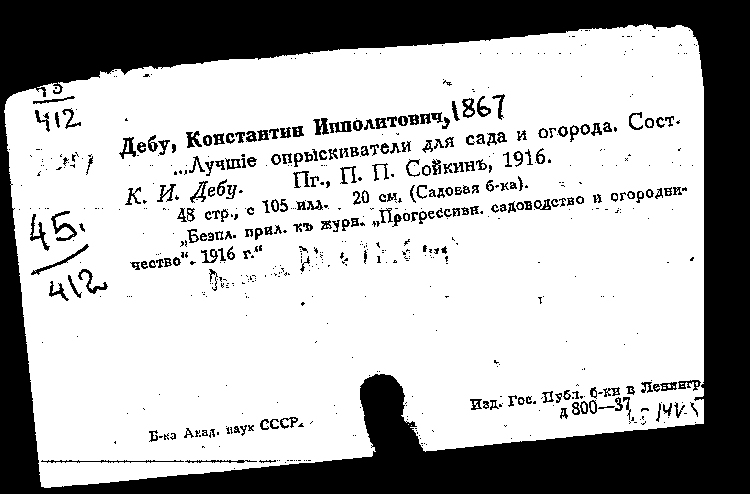 412
Дебу, Константин Ипполитович, 1867
...Лучшіе опрыскиватели для сада и огорода. Сост.
К. И. Дебу. Пг., П. П. Сойкинъ, 1916.
48 стр., с 105 илл. 20 см. (Садовая б-ка).
„Безпл. прил. къ журн. „Прогрессивн. садоводство и огородни-
чество“. 1916 г.“
45.
412
Изд. Гос. Публ. б-ки в Ленингр.
д 800—37
Б-ка Акад. наук СССР.